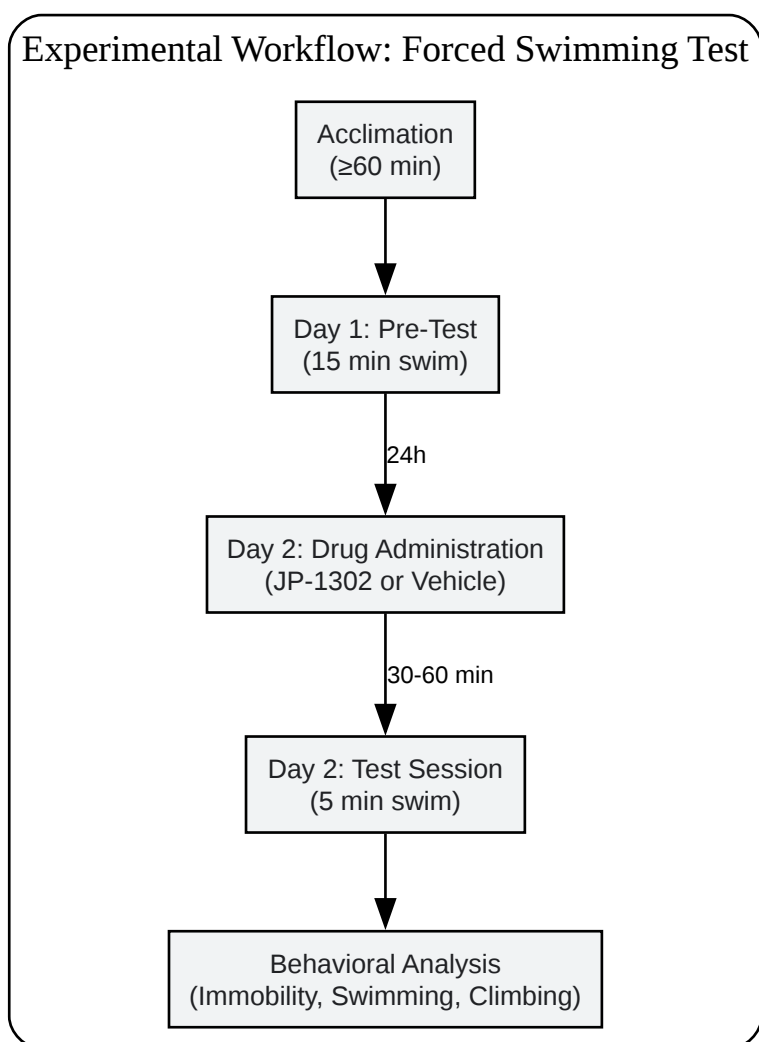 Experimental Workflow: Forced Swimming Test
Acclimation
(≥60 min)
Day 1: Pre-Test
(15 min swim)
24h
Day 2: Drug Administration
(JP-1302 or Vehicle)
30-60 min
Day 2: Test Session
(5 min swim)
Behavioral Analysis
(Immobility, Swimming, Climbing)